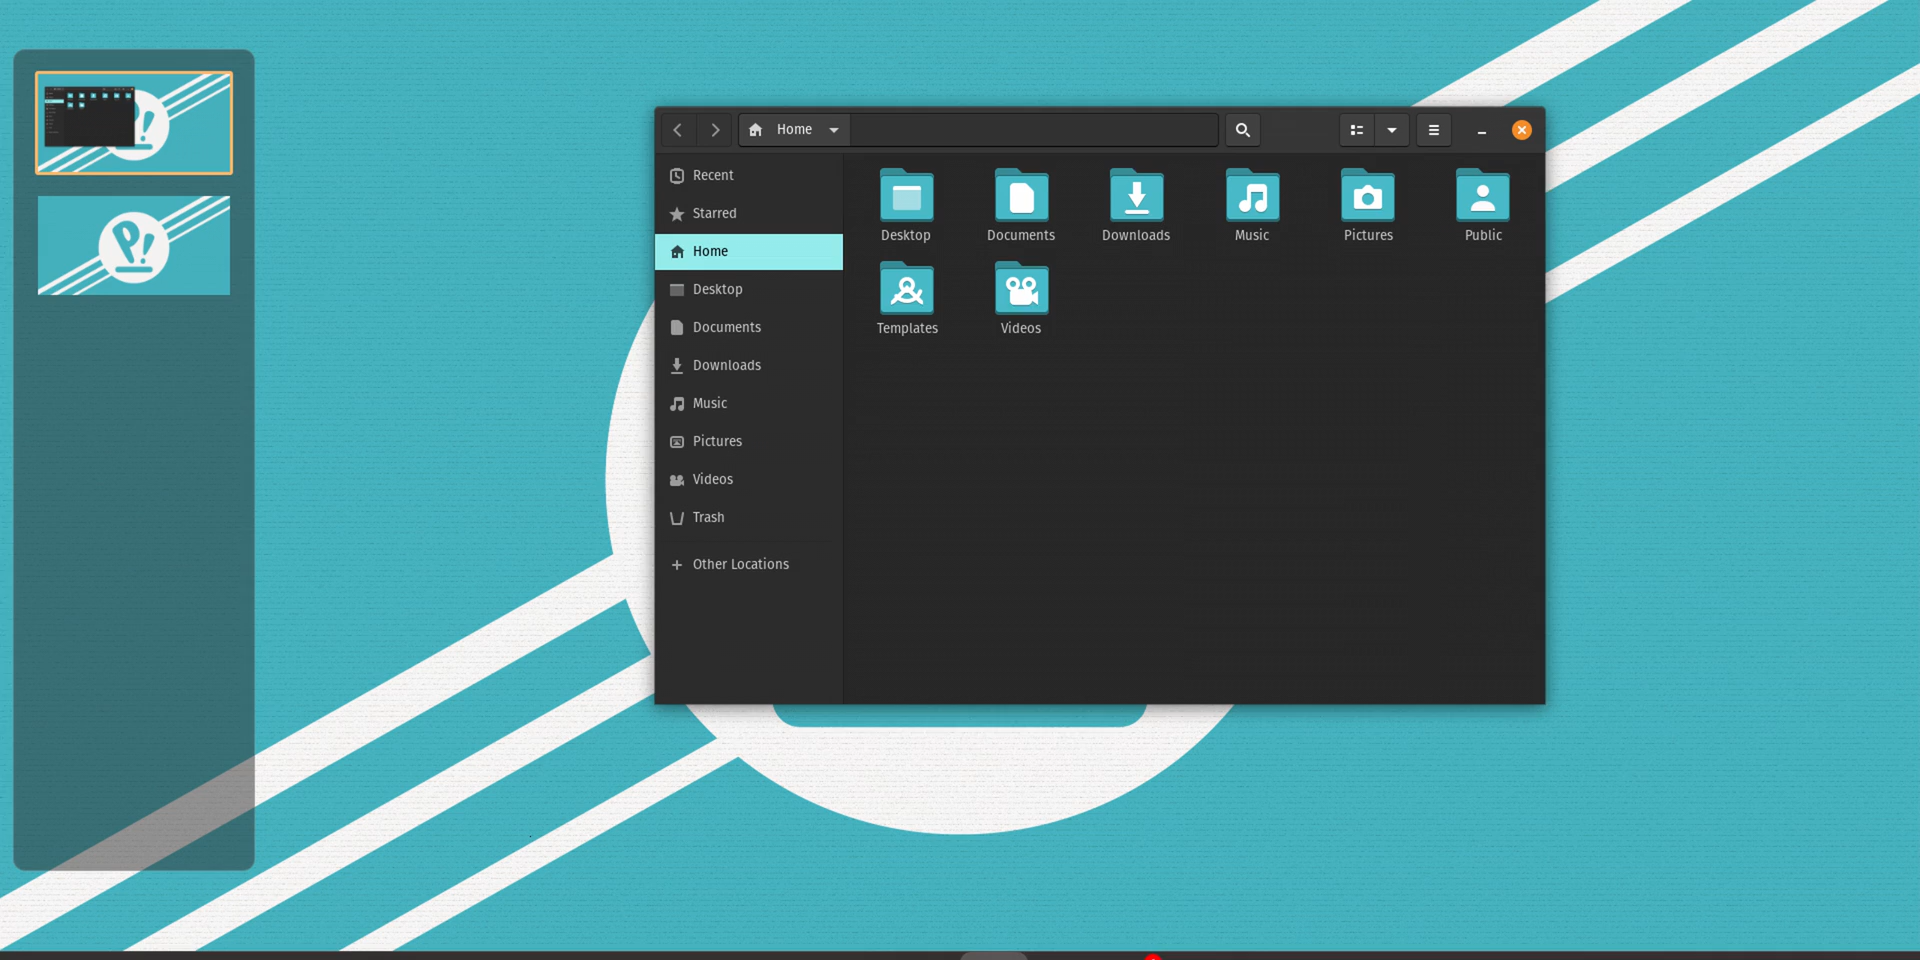 Home
Recent
Starred
Home
Desktop
Documents
Downloads
Music
Pictures
Videos
Trash
Other Locations
Desktop Documents Downloads Music Pictures Public
Templates Videos
P!